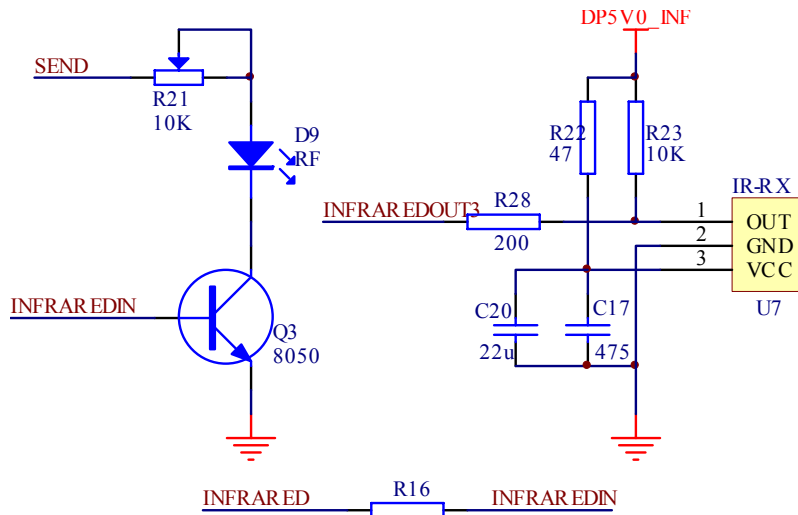 DP5V0_INF
SEND
R21
10K
D9
RF
R22
47
R23
10K
IR-RX
INFRAREDOUT3
R28
200
1
OUT
2
GND
3
VCC
U7
INFRAREDIN
Q3
8050
C20
22u
C17
475
INFRARED
R16
INFRAREDIN